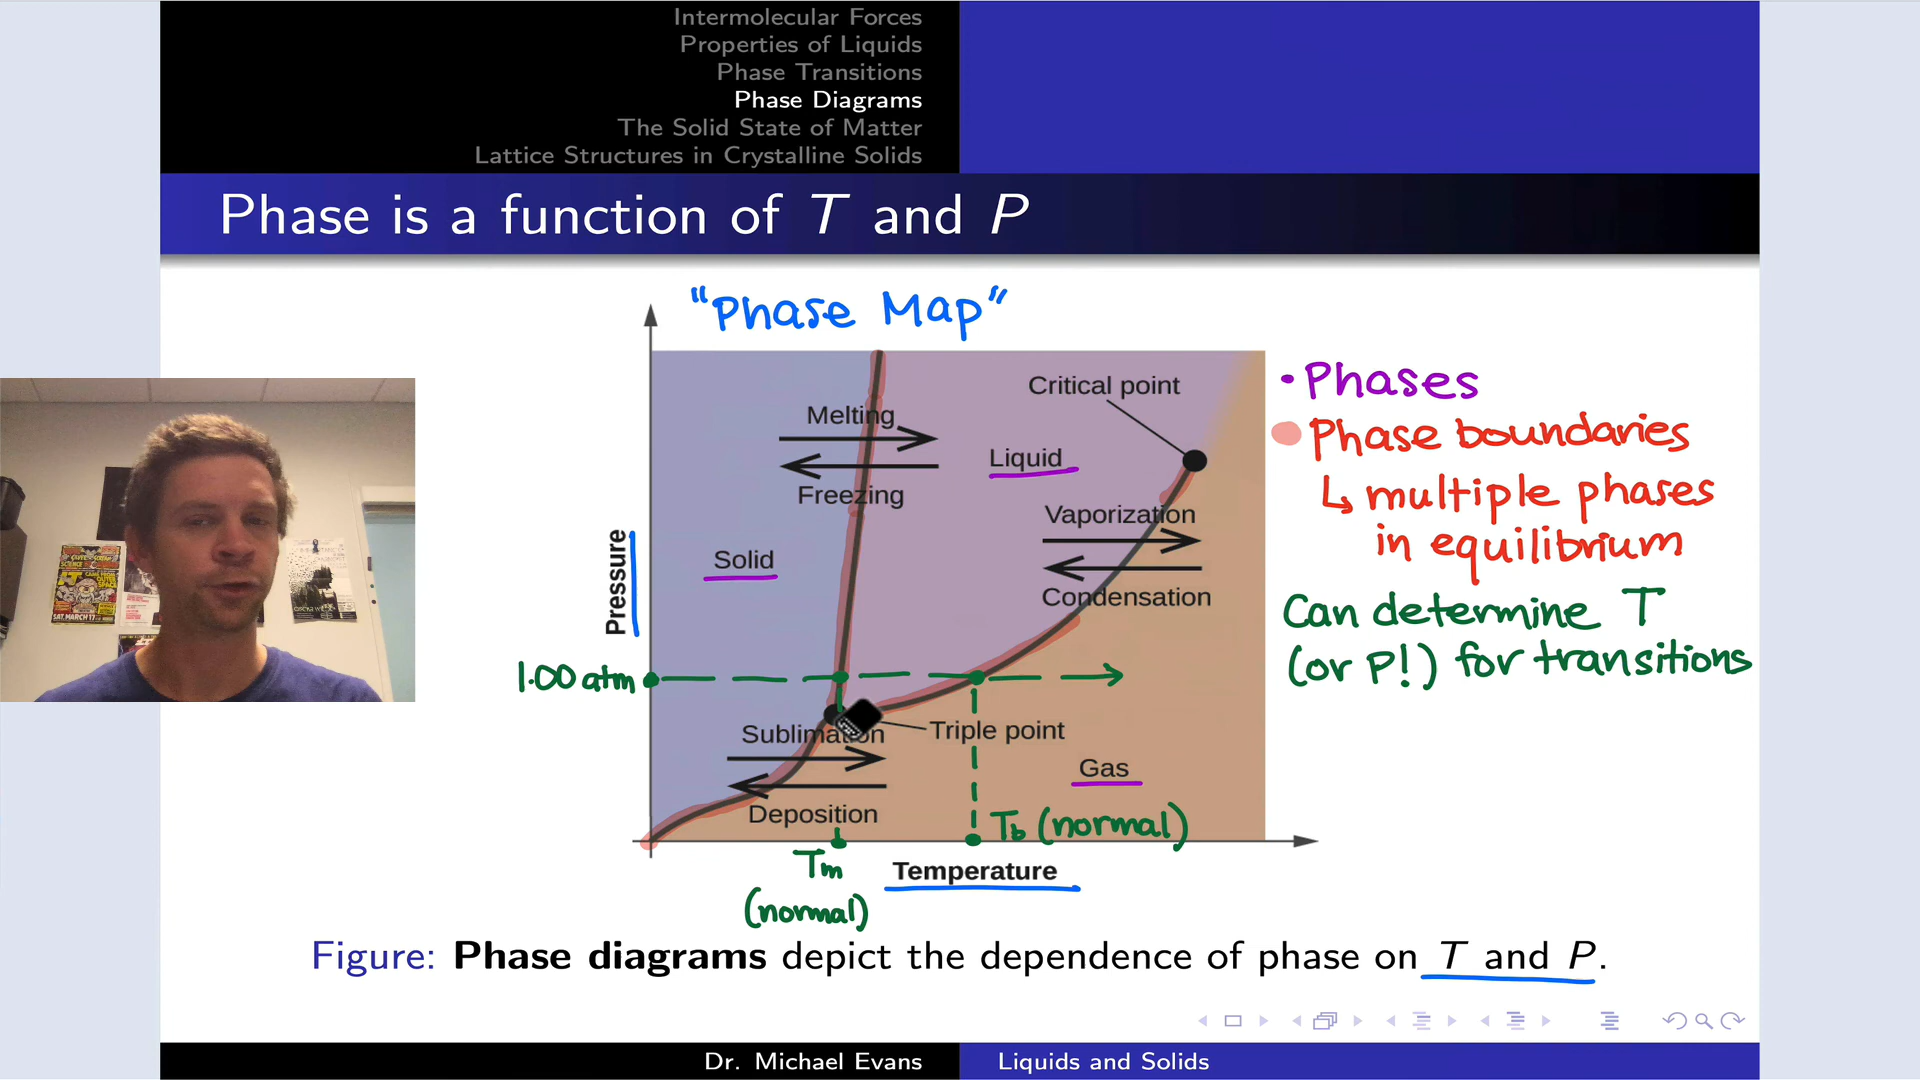 Intermolecular Forces
Properties of Liquids
Phase Transitions
Phase Diagrams
The Solid State of Matter
Lattice Structures in Crystalline Solids
Phase is a function of T and P
"Phase Map"
Critical point
Melting
Freezing
Liquid
Vaporization
Condensation
Solid
Pressure
1.00 atm
Sublimation
Triple point
Deposition
Gas
Tb (normal)
Tm
(normal)
Temperature
• Phases
Phase boundaries
↳ multiple phases
in equilibrium
Can determine T
(or P!) for transitions
Figure: Phase diagrams depict the dependence of phase on T and P.
SAT. MARCH 17
Dr. Michael Evans
Liquids and Solids